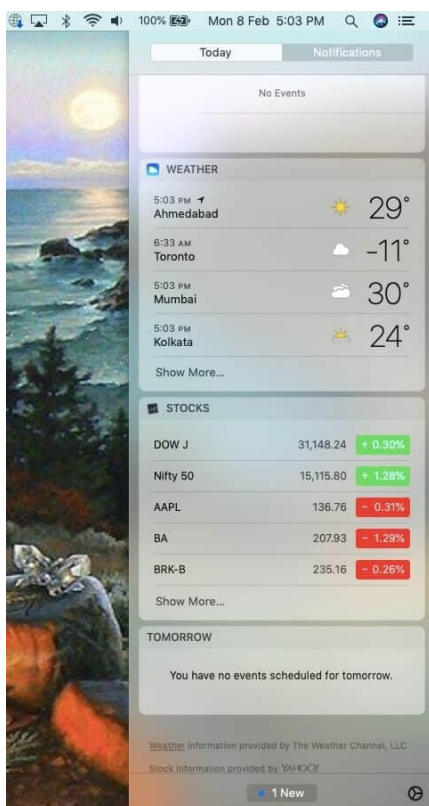 100% Mon 8 Feb 5:03 PM
Today Notifications
No Events
WEATHER
5:03 PM
Ahmedabad 29°
6:33 AM
Toronto -11°
5:03 PM
Mumbai 30°
5:03 PM
Kolkata 24°
Show More...
STOCKS
DOW J 31,148.24 + 0.30%
Nifty 50 15,115.80 + 1.28%
AAPL 136.76 - 0.31%
BA 207.93 - 1.29%
BRK-B 235.16 - 0.26%
Show More...
TOMORROW
You have no events scheduled for tomorrow.
Weather information provided by The Weather Channel, LLC
Stock information provided by YAHOO!
1 New